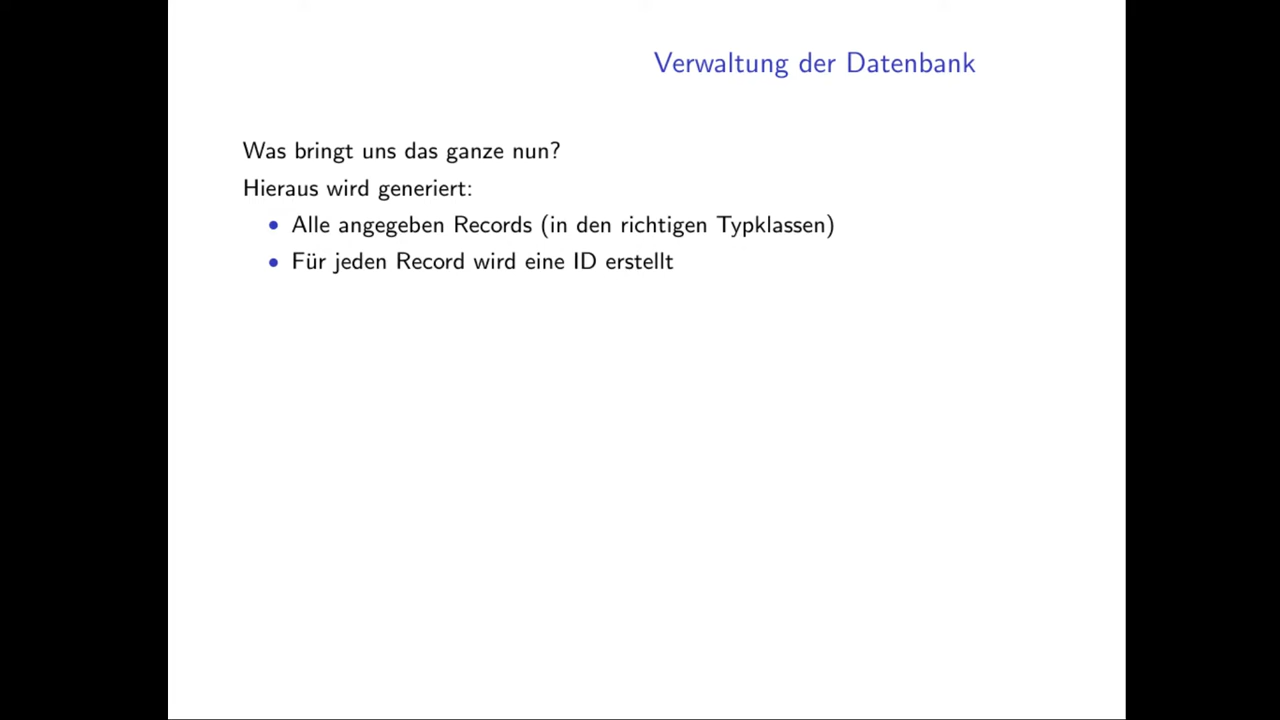 Verwaltung der Datenbank
Was bringt uns das ganze nun?
Hieraus wird generiert:
• Alle angegeben Records (in den richtigen Typklassen)
• Für jeden Record wird eine ID erstellt